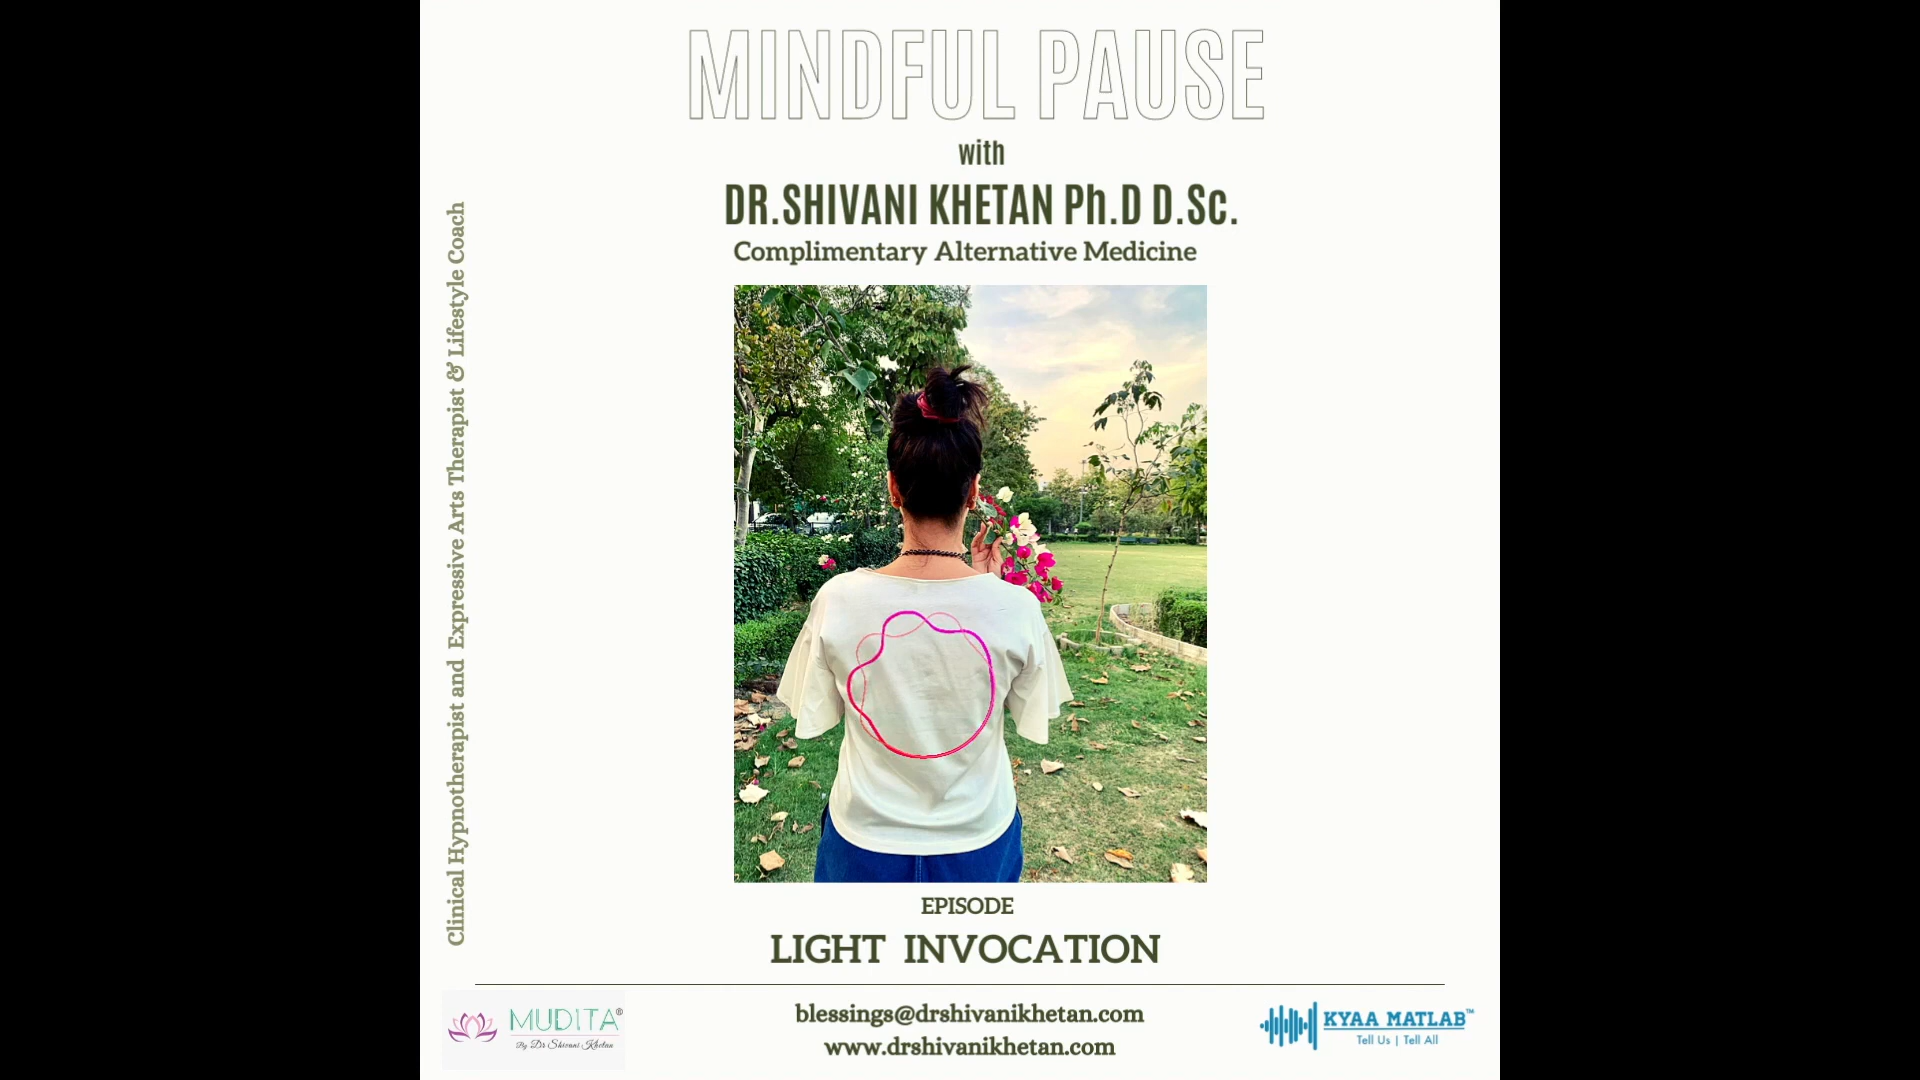 MINDFUL PAUSE
with
DR.SHIVANI KHETAN Ph.D D.Sc.
Complimentary Alternative Medicine
Clinical Hypnotherapist and Expressive Arts Therapist & Lifestyle Coach
EPISODE
LIGHT INVOCATION
MUDITA®
By Dr Shivani Khetan
blessings@drshivanikhetan.com
www.drshivanikhetan.com
KYAA MATLAB™
Tell Us | Tell All